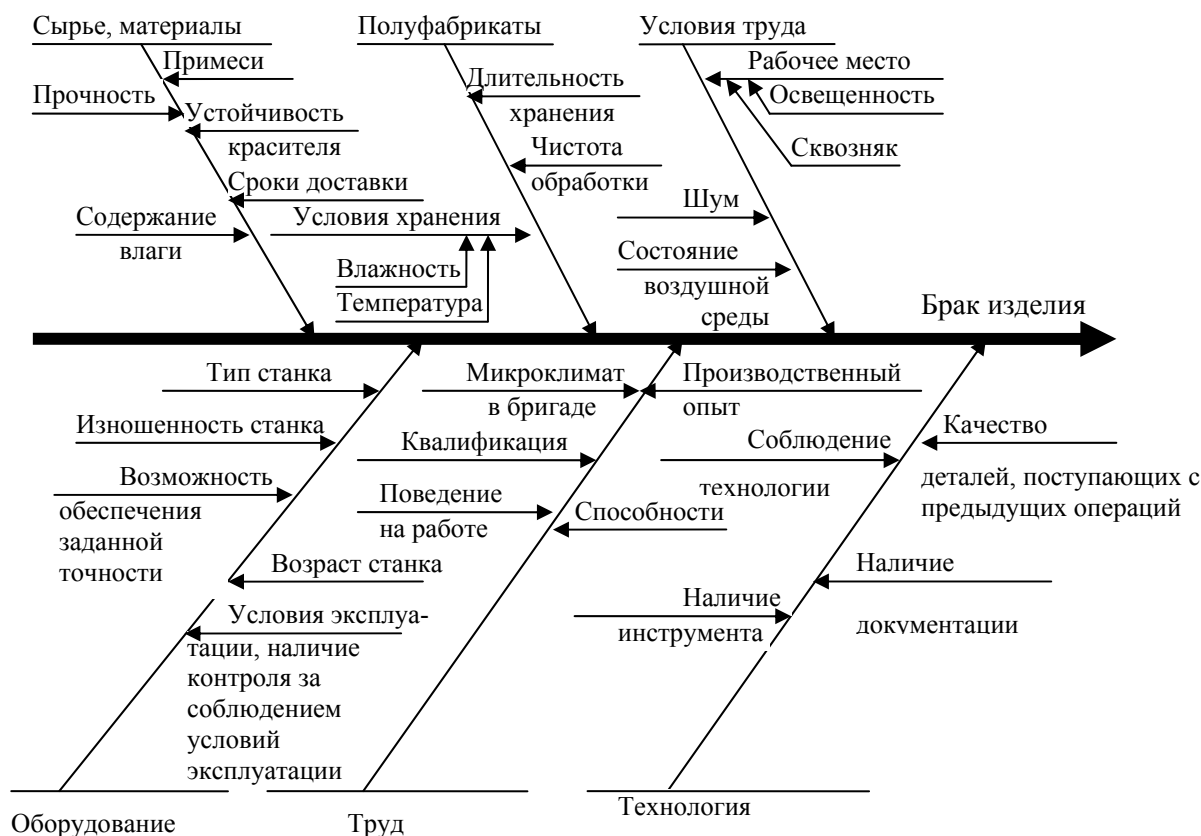 Сырье, материалы
Полуфабрикаты
Условия труда
Примеси
Прочность
Устойчивость
красителя
Сроки доставки
Содержание
влаги
Длительность
хранения
Чистота
обработки
Условия хранения
Влажность
Температура
Рабочее место
Освещенность
Сквозняк
Шум
Состояние
воздушной
среды
Брак изделия
Тип станка
Изношенность станка
Возможность
обеспечения
заданной
точности
Возраст станка
Условия эксплуа-
тации, наличие
контроля за
соблюдением
условий
эксплуатации
Микроклимат
в бригаде
Производственный
опыт
Квалификация
Поведение
на работе
Способности
Соблюдение
технологии
Качество
деталей, поступающих с
предыдущих операций
Наличие
документации
Наличие
инструмента
Оборудование
Труд
Технология